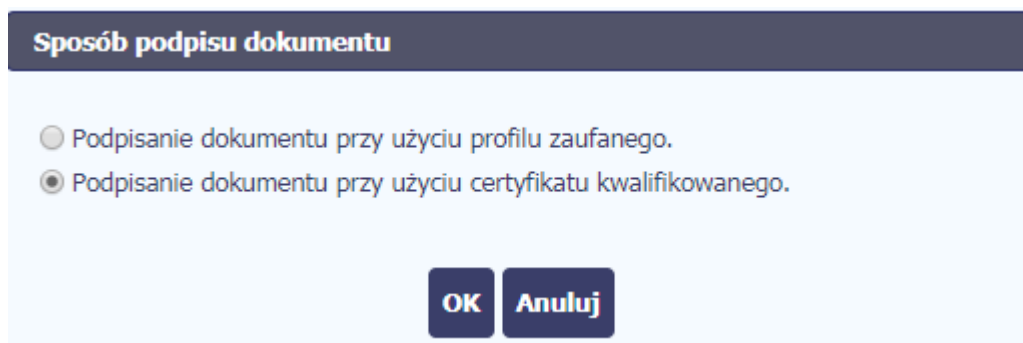 Sposób podpisu dokumentu
Podpisanie dokumentu przy użyciu profilu zaufanego.
Podpisanie dokumentu przy użyciu certyfikatu kwalifikowanego.
OK Anuluj